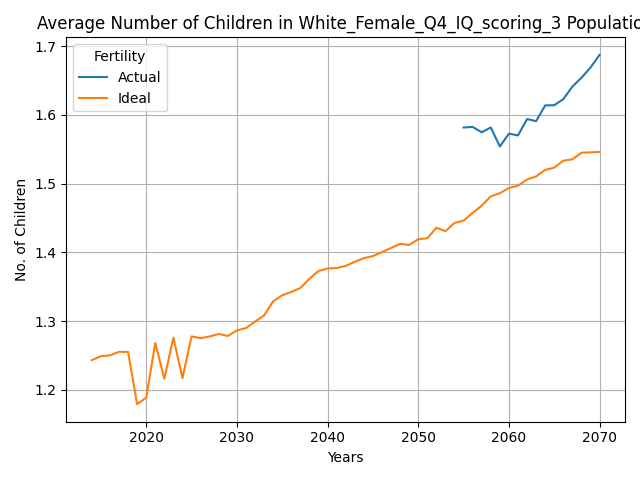 Average Number of Children in White_Female_Q4_IQ_scoring_3 Populatio
Fertility
Actual
Ideal
1.7
1.6
1.5
1.4
1.3
1.2
No. of Children
2020 2030 2040 2050 2060 2070
Years